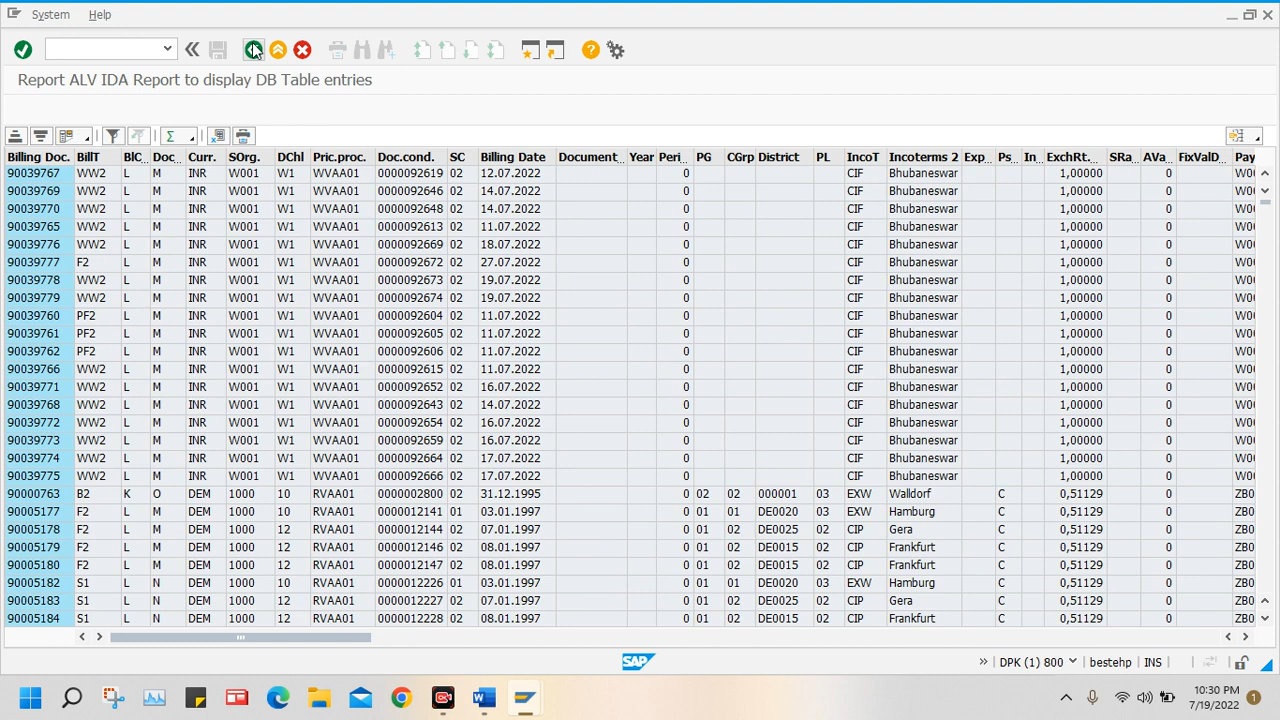 System Help
Report ALV IDA Report to display DB Table entries
Billing Doc. BillT BlC... Doc... Curr. SOrg. DChl Pric.proc. Doc.cond. SC Billing Date Document... Year Peri... PG CGrp District PL IncoT Incoterms 2 Exp... Ps... In... ExchRt.... SRa... AVa... FixValD... Pay
90039767 WW2 L M INR W001 W1 WVAA01 0000092619 02 12.07.2022 0 CIF Bhubaneswar 1,00000 0 W00
90039769 WW2 L M INR W001 W1 WVAA01 0000092646 02 14.07.2022 0 CIF Bhubaneswar 1,00000 0 W00
90039770 WW2 L M INR W001 W1 WVAA01 0000092648 02 14.07.2022 0 CIF Bhubaneswar 1,00000 0 W00
90039765 WW2 L M INR W001 W1 WVAA01 0000092613 02 11.07.2022 0 CIF Bhubaneswar 1,00000 0 W00
90039776 WW2 L M INR W001 W1 WVAA01 0000092669 02 18.07.2022 0 CIF Bhubaneswar 1,00000 0 W00
90039777 F2 L M INR W001 W1 WVAA01 0000092672 02 27.07.2022 0 CIF Bhubaneswar 1,00000 0 W00
90039778 WW2 L M INR W001 W1 WVAA01 0000092673 02 19.07.2022 0 CIF Bhubaneswar 1,00000 0 W00
90039779 WW2 L M INR W001 W1 WVAA01 0000092674 02 19.07.2022 0 CIF Bhubaneswar 1,00000 0 W00
90039760 PF2 L M INR W001 W1 WVAA01 0000092604 02 11.07.2022 0 CIF Bhubaneswar 1,00000 0 W00
90039761 PF2 L M INR W001 W1 WVAA01 0000092605 02 11.07.2022 0 CIF Bhubaneswar 1,00000 0 W00
90039762 PF2 L M INR W001 W1 WVAA01 0000092606 02 11.07.2022 0 CIF Bhubaneswar 1,00000 0 W00
90039766 WW2 L M INR W001 W1 WVAA01 0000092615 02 11.07.2022 0 CIF Bhubaneswar 1,00000 0 W00
90039771 WW2 L M INR W001 W1 WVAA01 0000092652 02 16.07.2022 0 CIF Bhubaneswar 1,00000 0 W00
90039768 WW2 L M INR W001 W1 WVAA01 0000092643 02 14.07.2022 0 CIF Bhubaneswar 1,00000 0 W00
90039772 WW2 L M INR W001 W1 WVAA01 0000092654 02 16.07.2022 0 CIF Bhubaneswar 1,00000 0 W00
90039773 WW2 L M INR W001 W1 WVAA01 0000092659 02 16.07.2022 0 CIF Bhubaneswar 1,00000 0 W00
90039774 WW2 L M INR W001 W1 WVAA01 0000092664 02 17.07.2022 0 CIF Bhubaneswar 1,00000 0 W00
90039775 WW2 L M INR W001 W1 WVAA01 0000092666 02 17.07.2022 0 CIF Bhubaneswar 1,00000 0 W00
90000763 B2 K O DEM 1000 10 RVAA01 0000002800 02 31.12.1995 0 02 02 000001 03 EXW Walldorf C 0,51129 0 ZB0
90005177 F2 L M DEM 1000 10 RVAA01 0000012141 01 03.01.1997 0 01 01 DE0020 03 EXW Hamburg C 0,51129 0 ZB0
90005178 F2 L M DEM 1000 12 RVAA01 0000012144 02 07.01.1997 0 01 02 DE0025 02 CIP Gera C 0,51129 0 ZB0
90005179 F2 L M DEM 1000 12 RVAA01 0000012146 02 08.01.1997 0 01 02 DE0015 02 CIP Frankfurt C 0,51129 0 ZB0
90005180 F2 L M DEM 1000 12 RVAA01 0000012147 02 08.01.1997 0 01 02 DE0015 02 CIP Frankfurt C 0,51129 0 ZB0
90005182 S1 L N DEM 1000 10 RVAA01 0000012226 01 03.01.1997 0 01 01 DE0020 03 EXW Hamburg C 0,51129 0 ZB0
90005183 S1 L N DEM 1000 12 RVAA01 0000012227 02 07.01.1997 0 01 02 DE0025 02 CIP Gera C 0,51129 0 ZB0
90005184 S1 L N DEM 1000 12 RVAA01 0000012228 02 08.01.1997 0 01 02 DE0015 02 CIP Frankfurt C 0,51129 0 ZB0
SAP DPK (1) 800 bestehp INS
10:30 PM
7/19/2022 1